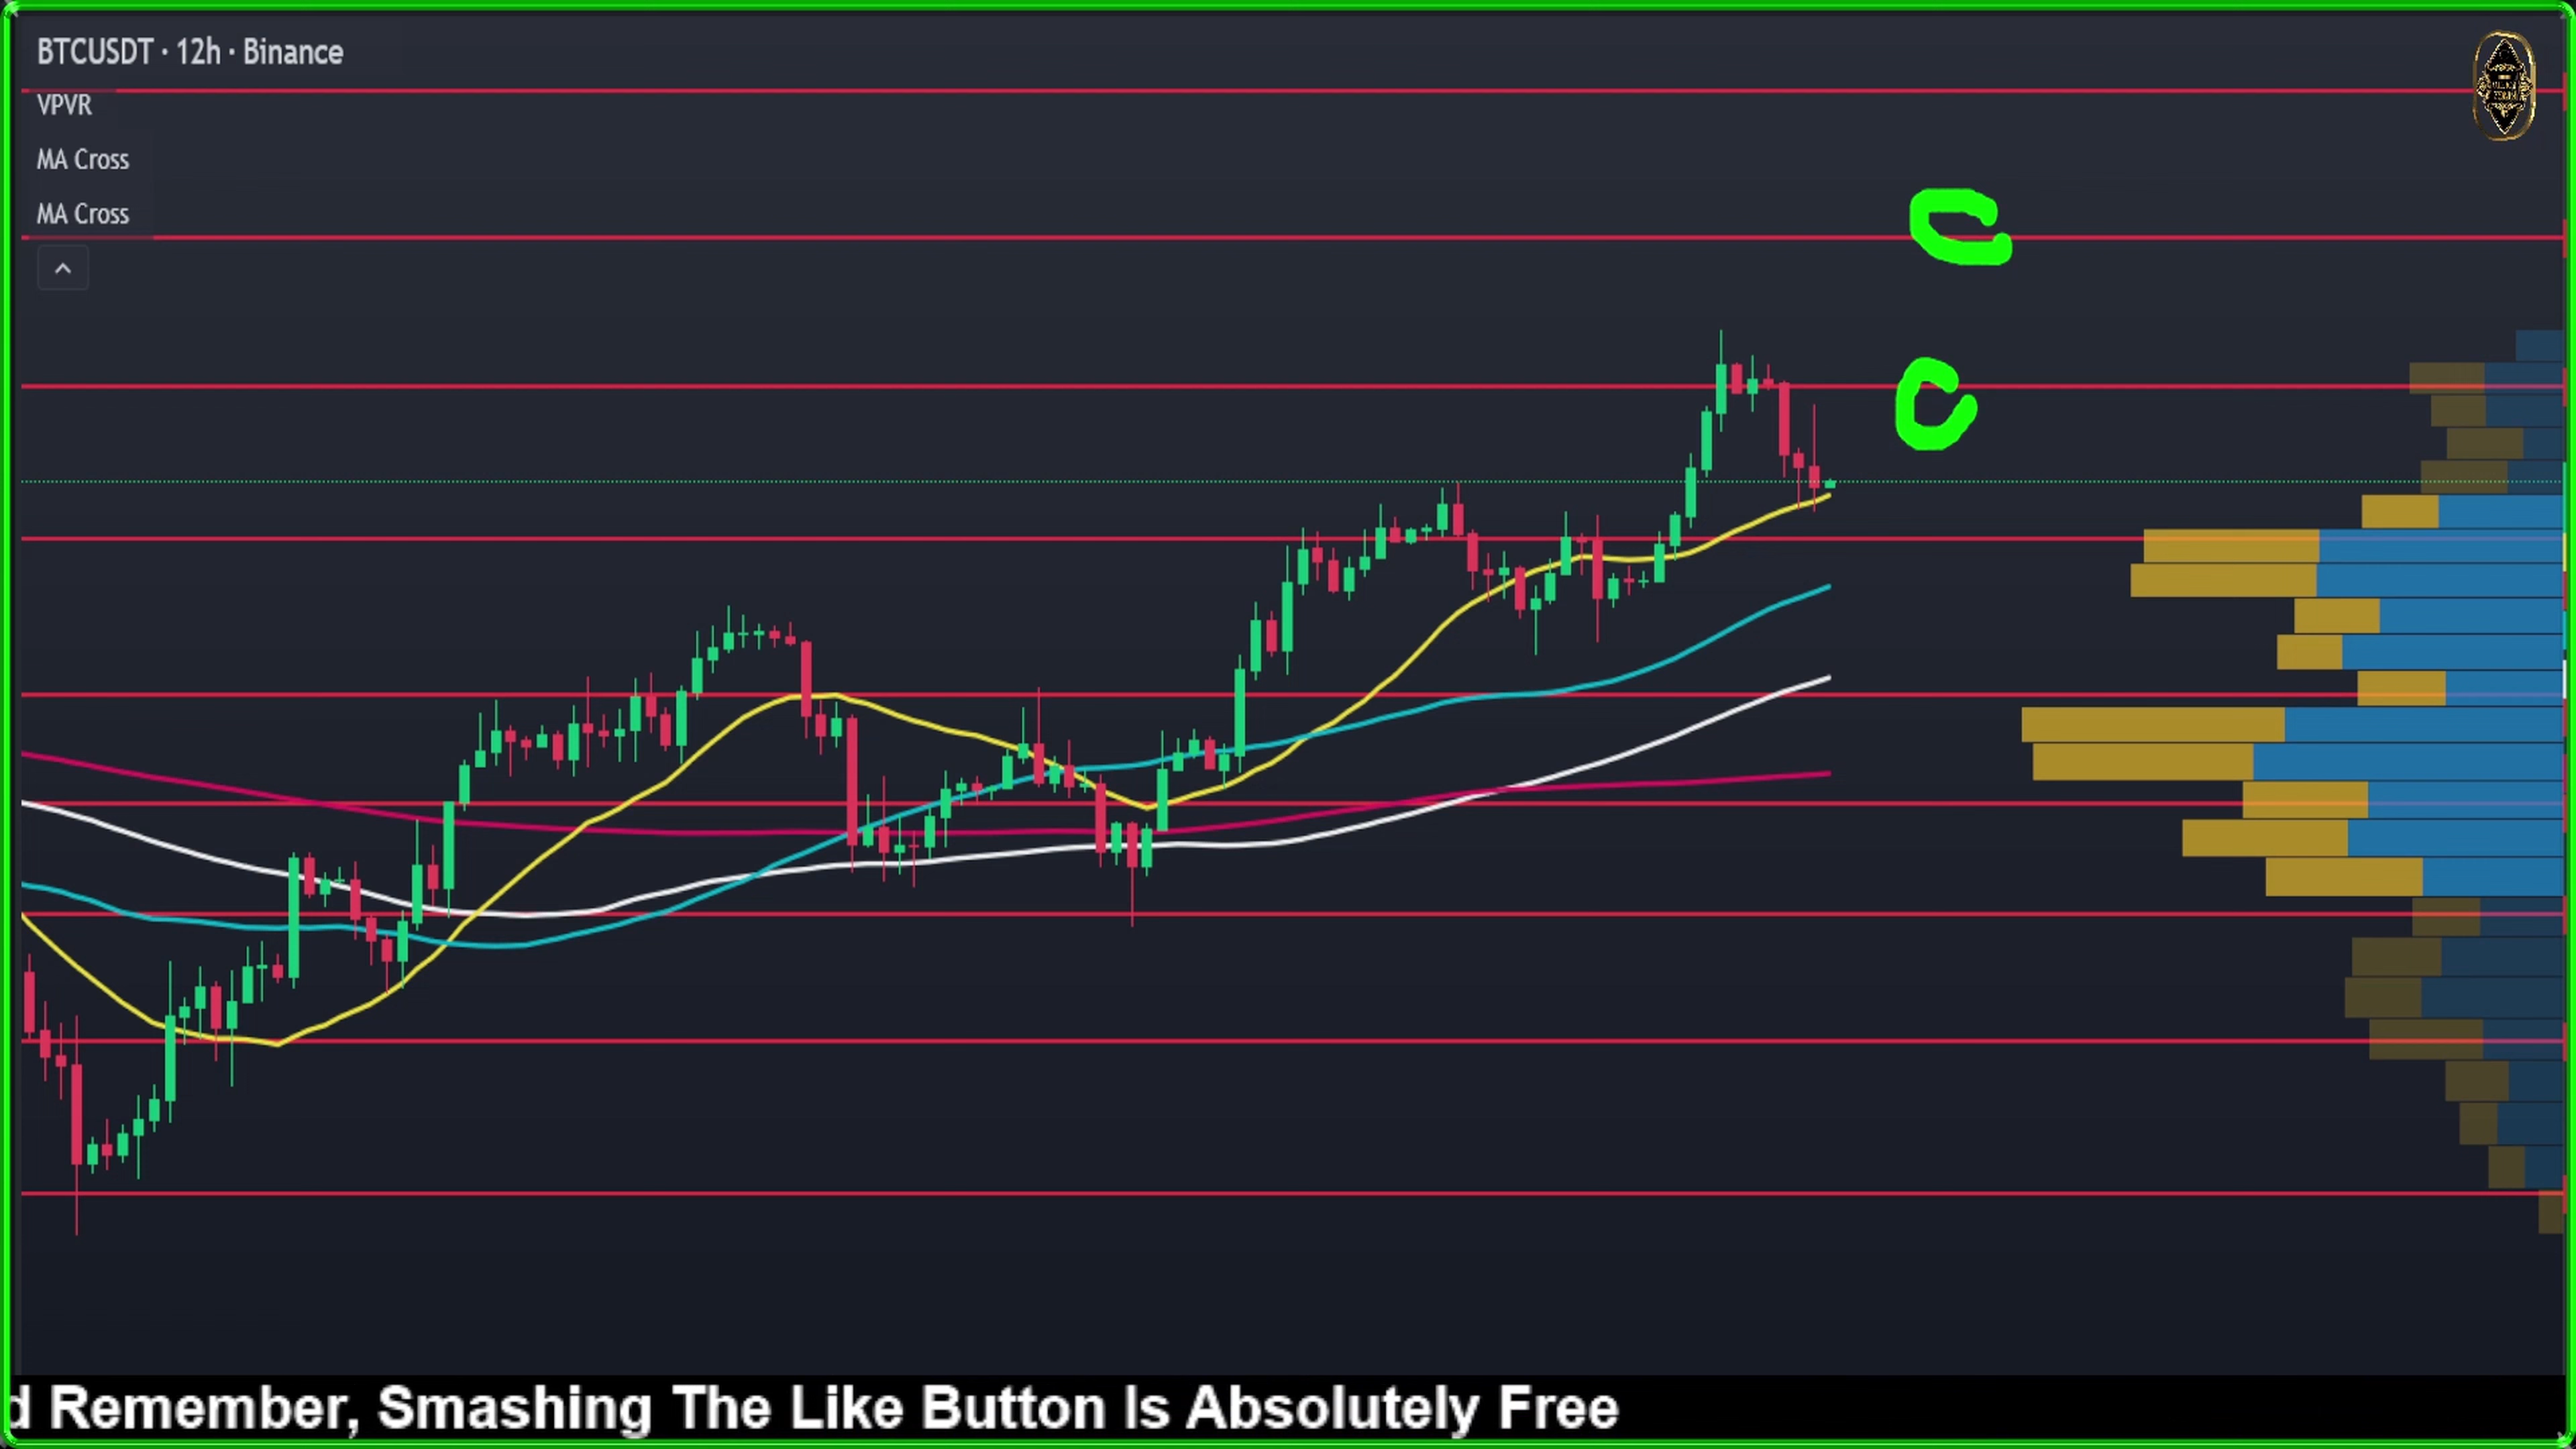 BTCUSDT · 12h · Binance
VPVR
MA Cross
MA Cross
d Remember, Smashing The Like Button Is Absolutely Free